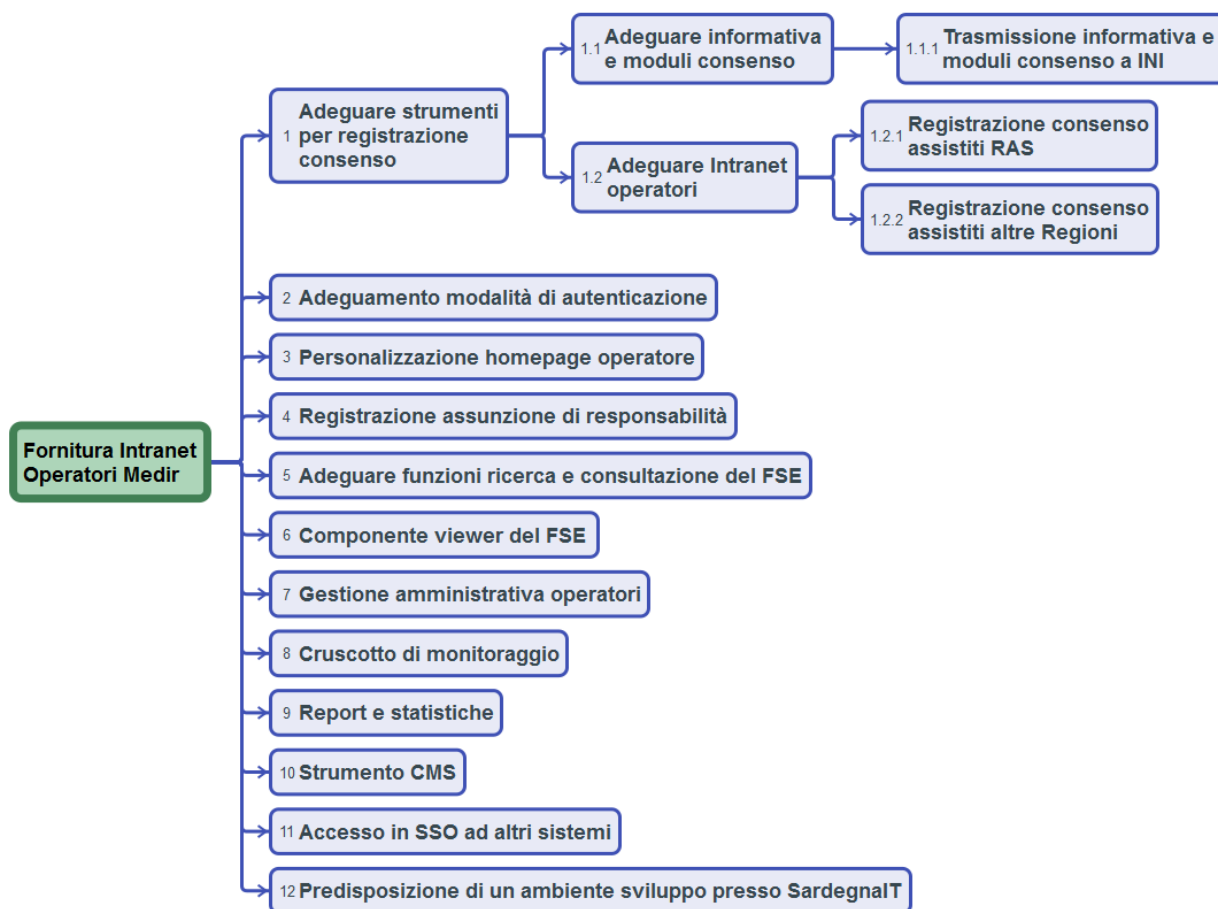 Fornitura Intranet
Operatori Medir
1 Adeguare strumenti
per registrazione
consenso
1.1 Adeguare informativa
e moduli consenso
1.1.1 Trasmissione informativa e
moduli consenso a INI
1.2 Adeguare Intranet
operatori
1.2.1 Registrazione consenso
assistiti RAS
1.2.2 Registrazione consenso
assistiti altre Regioni
2 Adeguamento modalità di autenticazione
3 Personalizzazione homepage operatore
4 Registrazione assunzione di responsabilità
5 Adeguare funzioni ricerca e consultazione del FSE
6 Componente viewer del FSE
7 Gestione amministrativa operatori
8 Cruscotto di monitoraggio
9 Report e statistiche
10 Strumento CMS
11 Accesso in SSO ad altri sistemi
12 Predisposizione di un ambiente sviluppo presso SardegnaIT